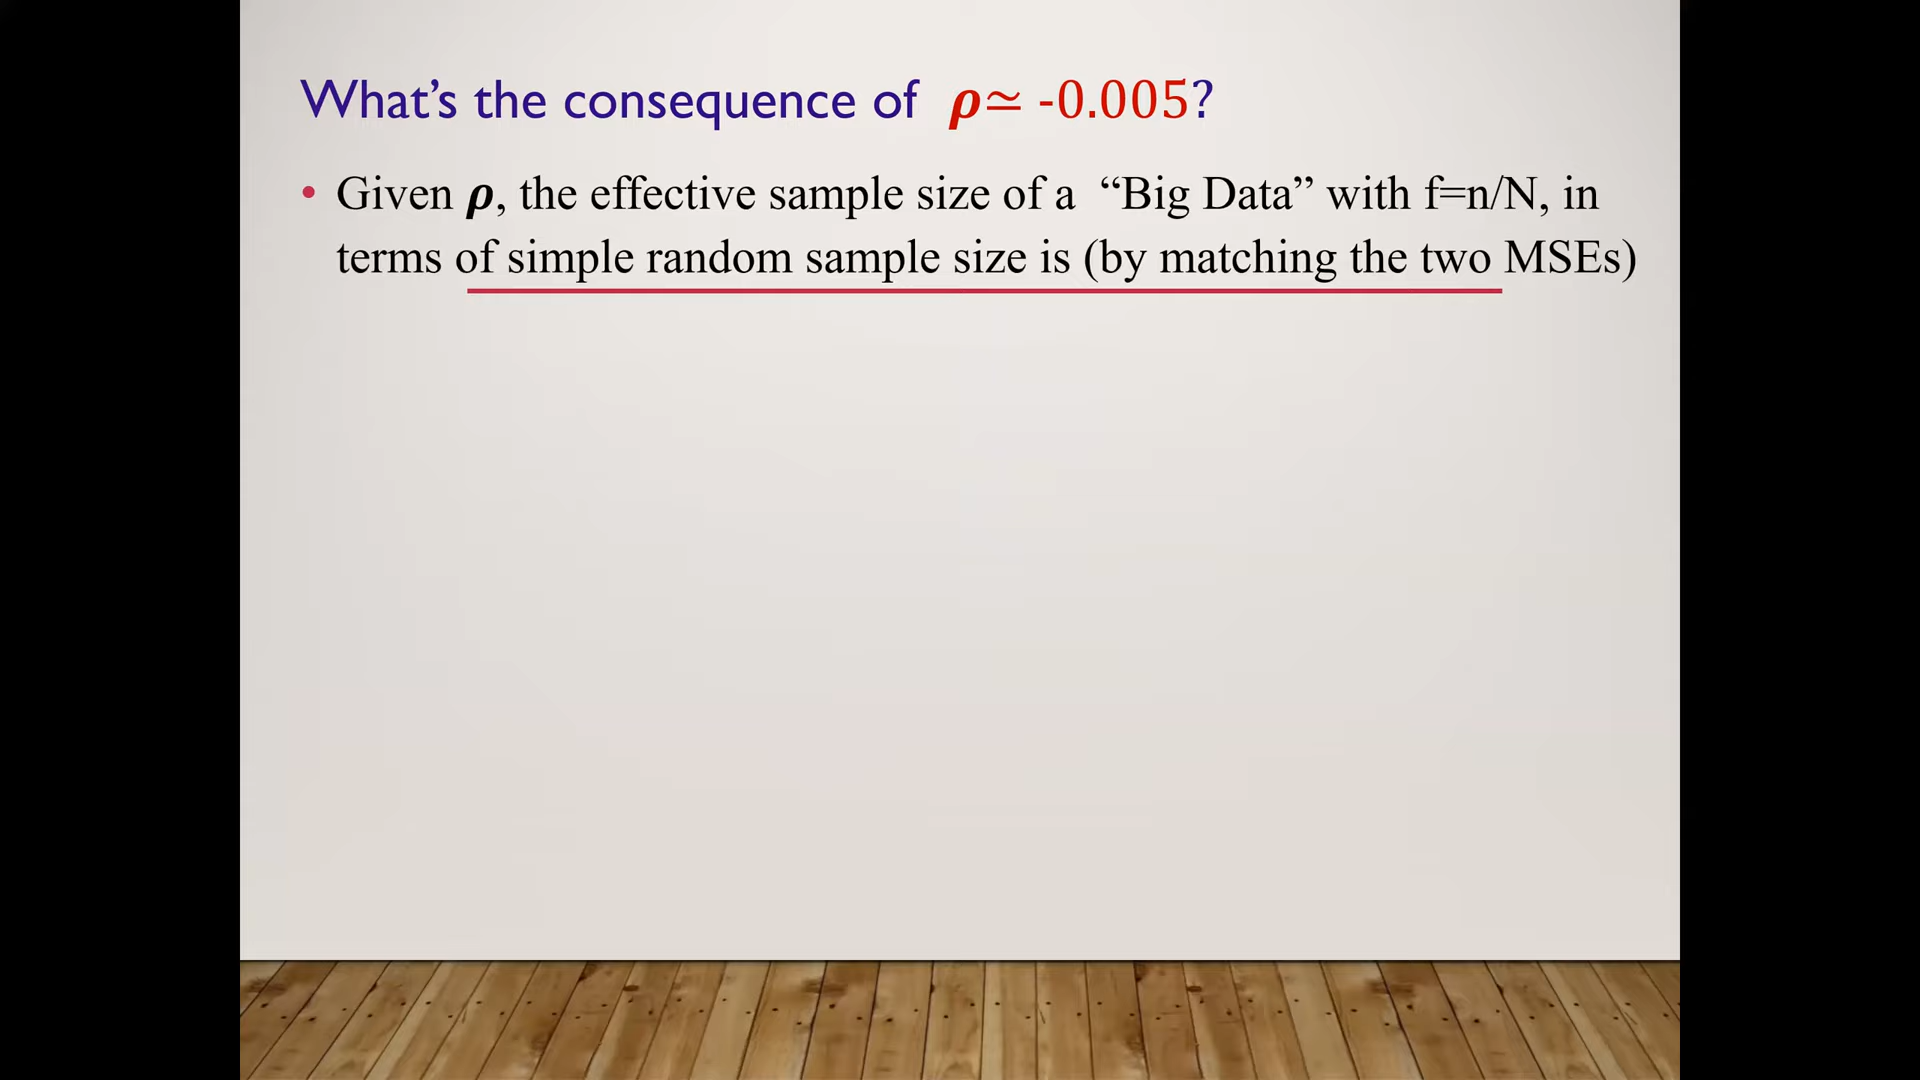 What’s the consequence of 𝝆≃ -0.005?
• Given 𝝆, the effective sample size of a “Big Data” with f=n/N, in
terms of simple random sample size is (by matching the two MSEs)